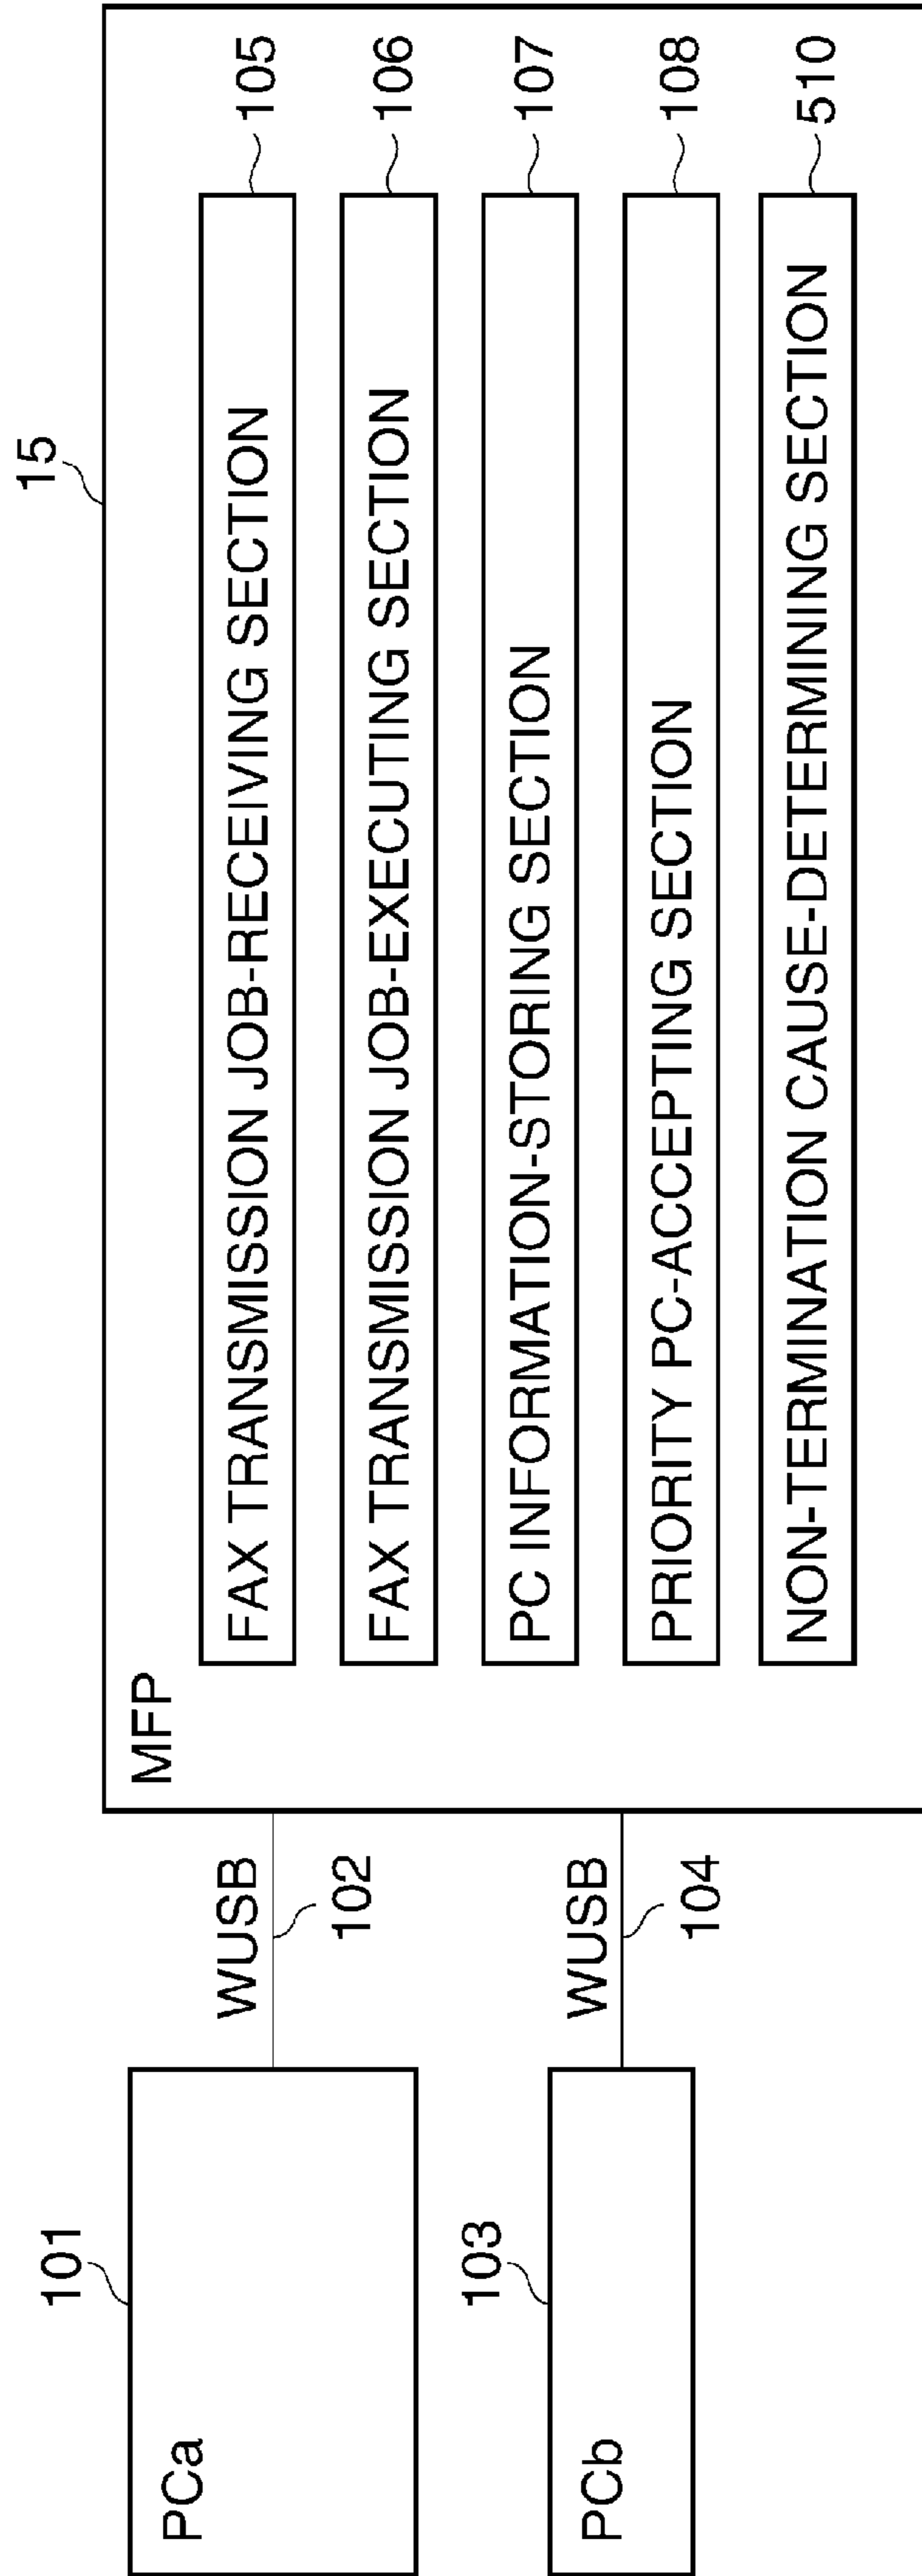 15
MFP
FAX TRANSMISSION JOB-RECEIVING SECTION
105
FAX TRANSMISSION JOB-EXECUTING SECTION
106
PC INFORMATION-STORING SECTION
107
PRIORITY PC-ACCEPTING SECTION
108
NON-TERMINATION CAUSE-DETERMINING SECTION
510
101
PCa
WUSB
102
103
PCb
WUSB
104